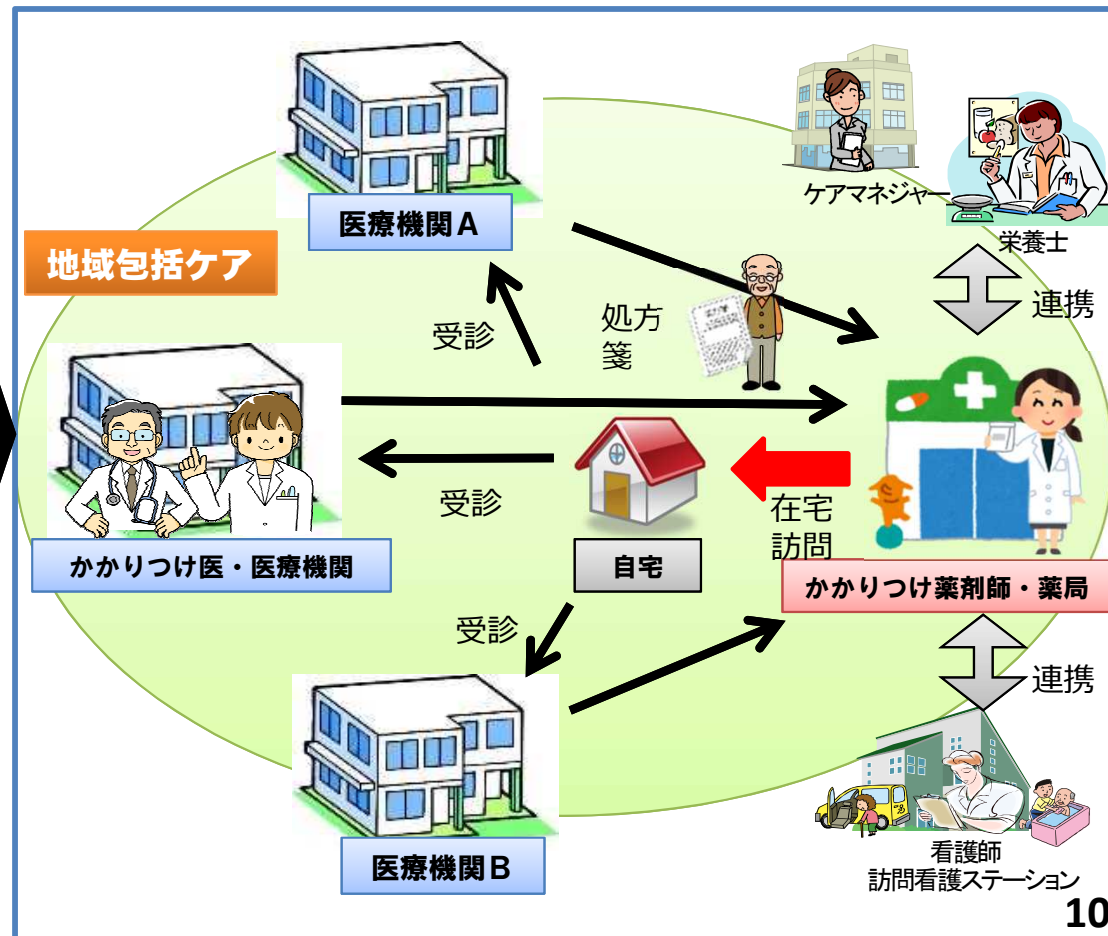 ケアマネジャー
栄養士
医療機関A
地域包括ケア
連携
受診
処方
箋
受診
在宅
訪問
かかりつけ医・医療機関
自宅
かかりつけ薬剤師・薬局
受診
連携
看護師
訪問看護ステーション
医療機関B
10